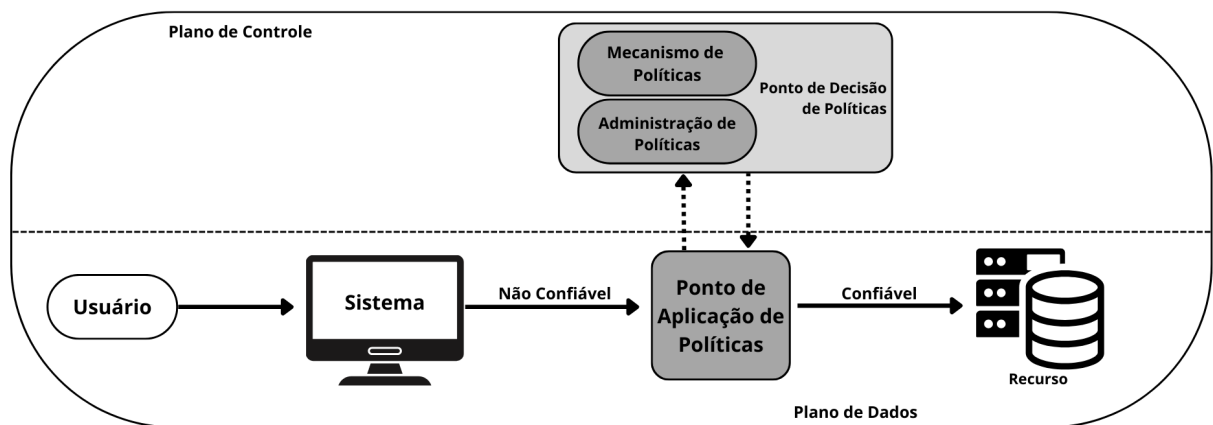 Plano de Controle
Mecanismo de
Políticas
Ponto de Decisão
de Políticas
Administração de
Políticas
Usuário
Sistema
Não Confiável
Ponto de
Aplicação de
Políticas
Confiável
Recurso
Plano de Dados